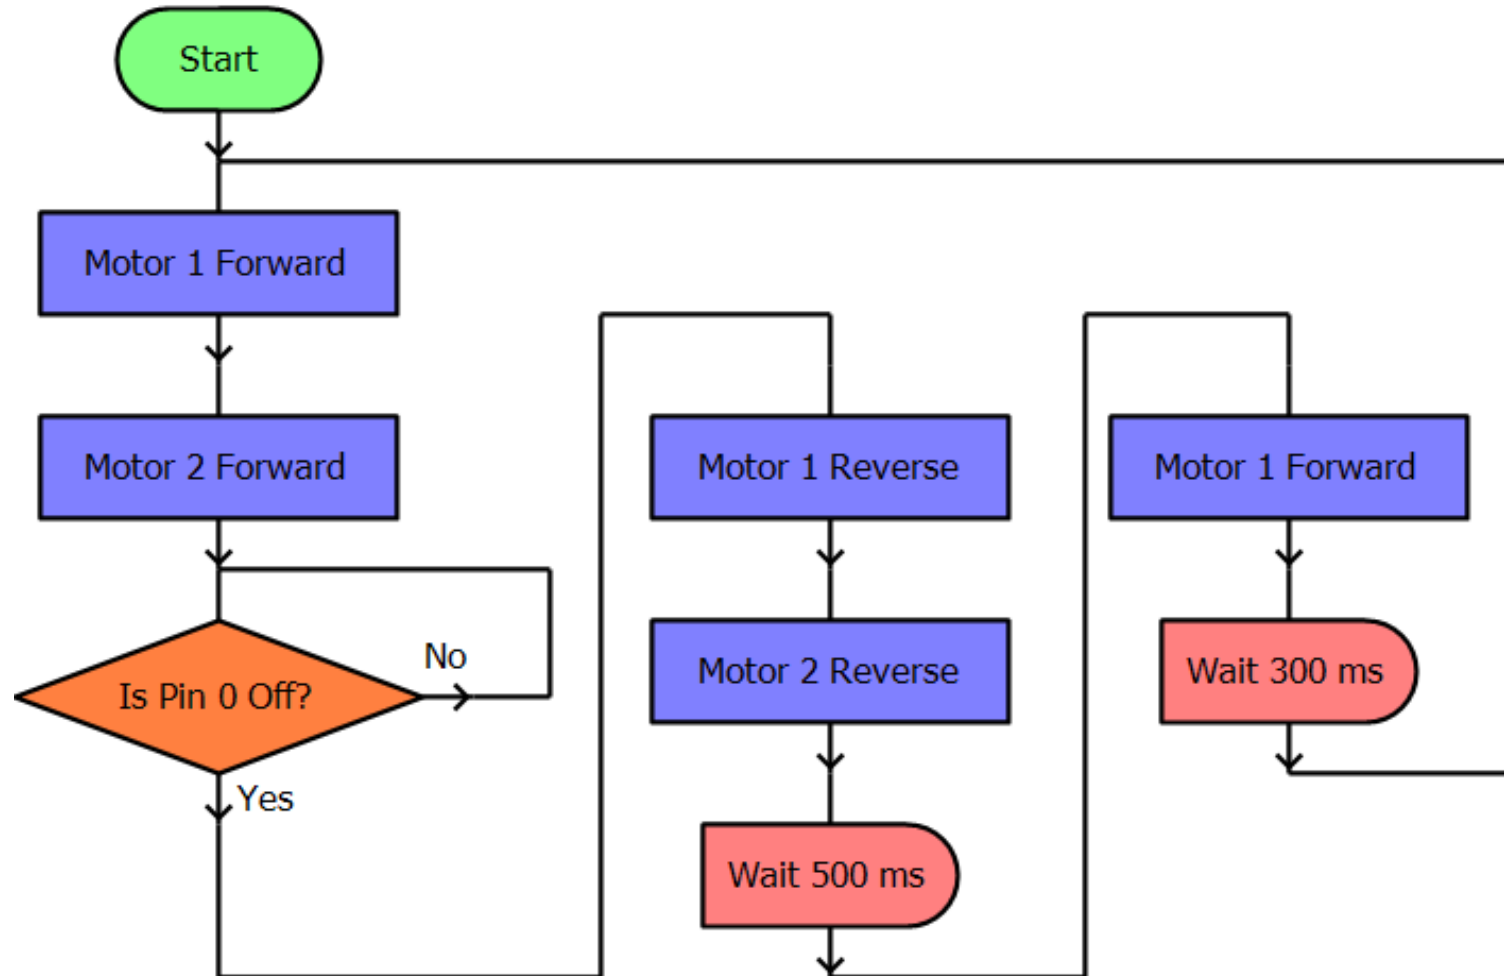 Start
Motor 1 Forward
Motor 2 Forward
Is Pin 0 Off?
No
Yes
Motor 1 Reverse
Motor 2 Reverse
Wait 500 ms
Motor 1 Forward
Wait 300 ms